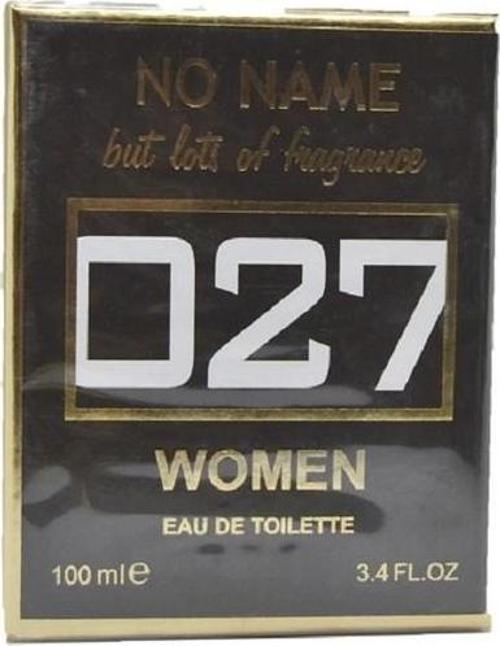 NO NAME
but lots of fragrance
027
WOMEN
EAU DE TOILETTE
100 ml e 3.4 FL.OZ